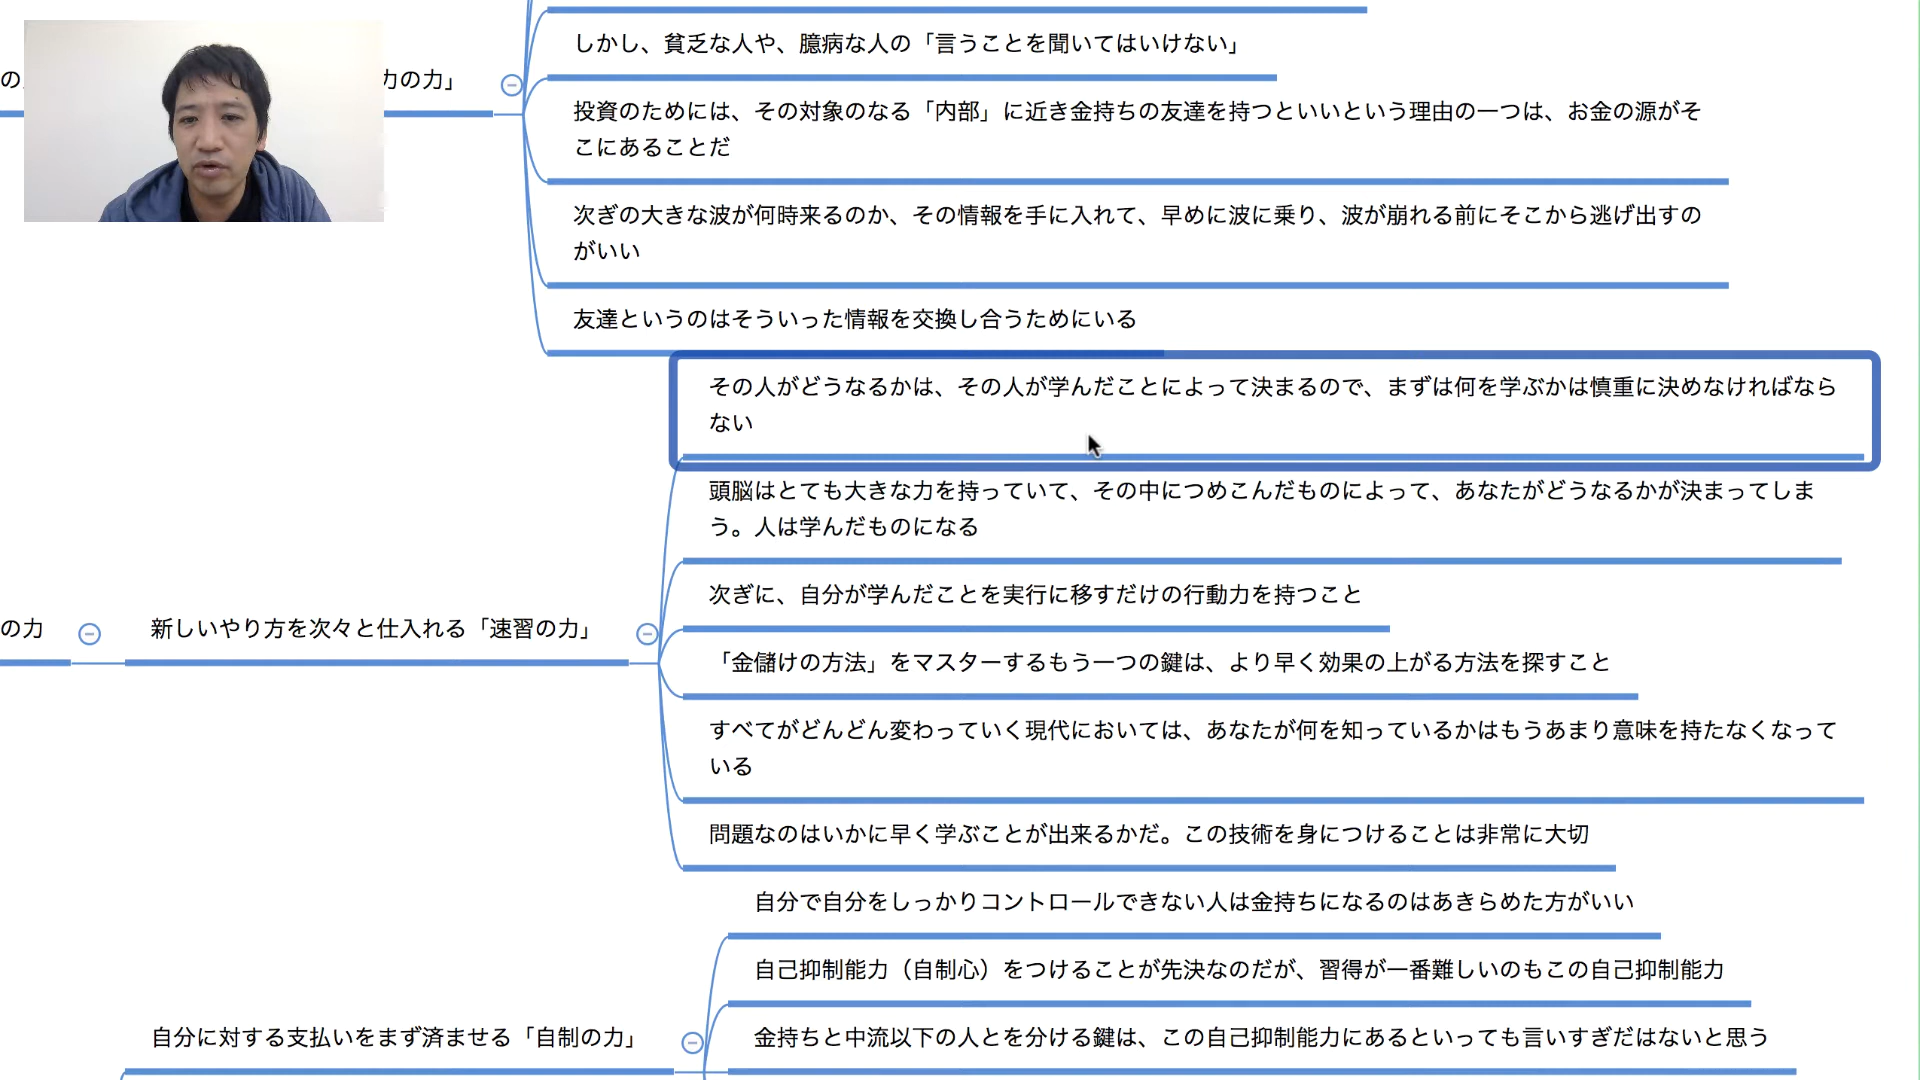 しかし、貧乏な人や、臆病な人の「言うことを聞いてはいけない」
の
の力」
投資のためには、その対象のなる「内部」に近き金持ちの友達を持つといいという理由の一つは、お金の源がそ
こにあることだ
次ぎの大きな波が何時来るのか、その情報を手に入れて、早めに波に乗り、波が崩れる前にそこから逃げ出すの
がいい
友達というのはそういった情報を交換し合うためにいる
その人がどうなるかは、その人が学んだことによって決まるので、まずは何を学ぶかは慎重に決めなければなら
ない
頭脳はとても大きな力を持っていて、その中につめこんだものによって、あなたがどうなるかが決まってしま
う。人は学んだものになる
次ぎに、自分が学んだことを実行に移すだけの行動力を持つこと
の力
新しいやり方を次々と仕入れる「速習の力」
「金儲けの方法」をマスターするもう一つの鍵は、より早く効果の上がる方法を探すこと
すべてがどんどん変わっていく現代においては、あなたが何を知っているかはもうあまり意味を持たなくなって
いる
問題なのはいかに早く学ぶことが出来るかだ。この技術を身につけることは非常に大切
自分で自分をしっかりコントロールできない人は金持ちになるのはあきらめた方がいい
自己抑制能力（自制心）をつけることが先決なのだが、習得が一番難しいのもこの自己抑制能力
自分に対する支払いをまず済ませる「自制の力」
金持ちと中流以下の人とを分ける鍵は、この自己抑制能力にあるといっても言いすぎだはないと思う